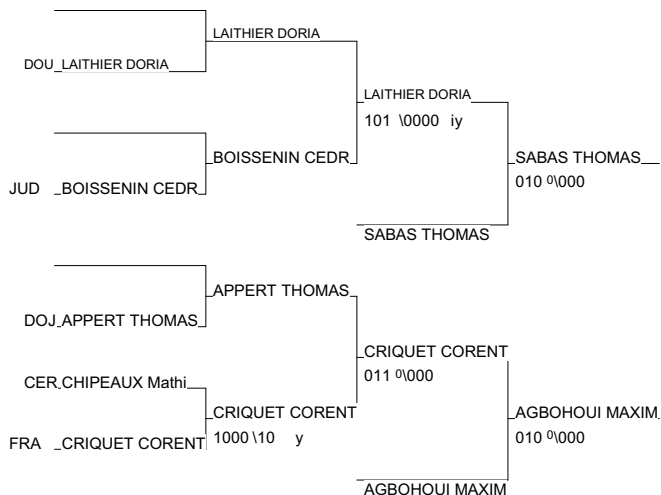 LAITHIER DORIA
DOU LAITHIER DORIA
LAITHIER DORIA
101 \0000 iy
BOISSENIN CEDR
SABAS THOMAS
010 0\000
JUD BOISSENIN CEDR
SABAS THOMAS
APPERT THOMAS
DOJ APPERT THOMAS
CRIQUET CORENT
011 0\000
CER CHIPEAUX Mathi
CRIQUET CORENT
1000 \10 y
AGBOHOUI MAXIM
010 0\000
FRA CRIQUET CORENT
AGBOHOUI MAXIM